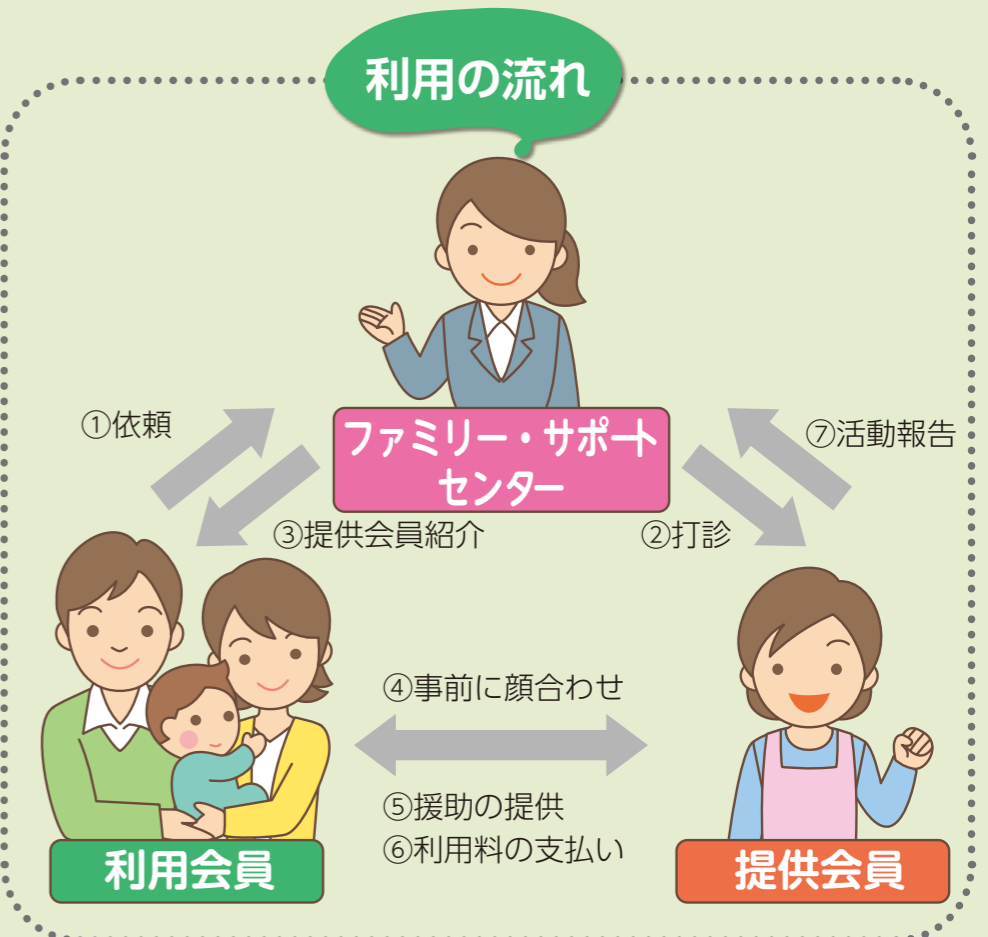 利用の流れ
①依頼
ファミリー・サポート
センター
⑦活動報告
③提供会員紹介
②打診
④事前に顔合わせ
⑤援助の提供
⑥利用料の支払い
利用会員
提供会員